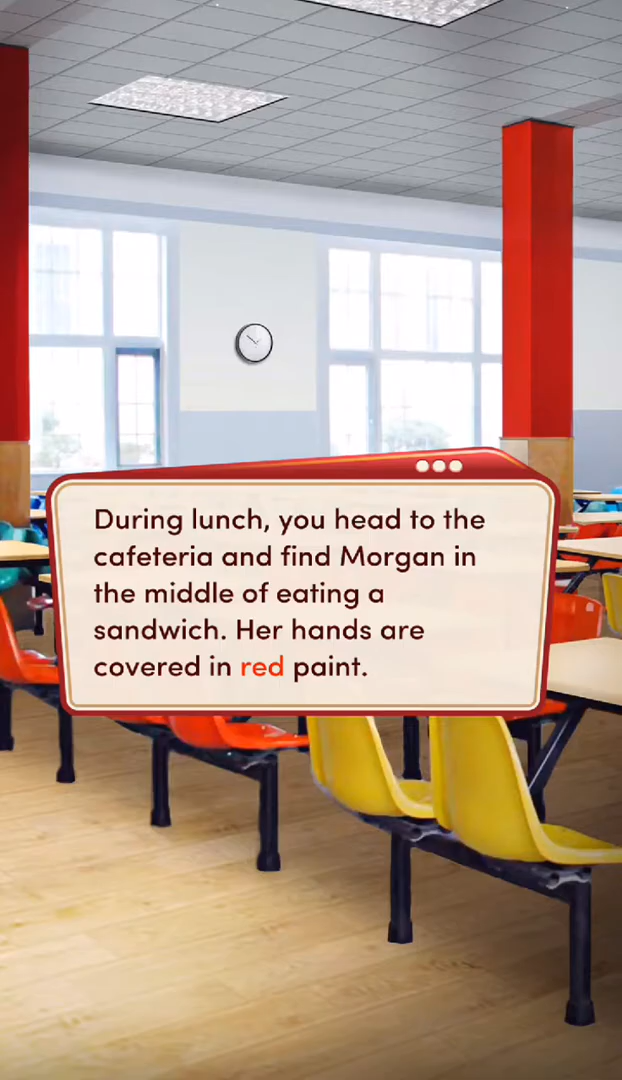 During lunch, you head to the
cafeteria and find Morgan in
the middle of eating a
sandwich. Her hands are
covered in red paint.